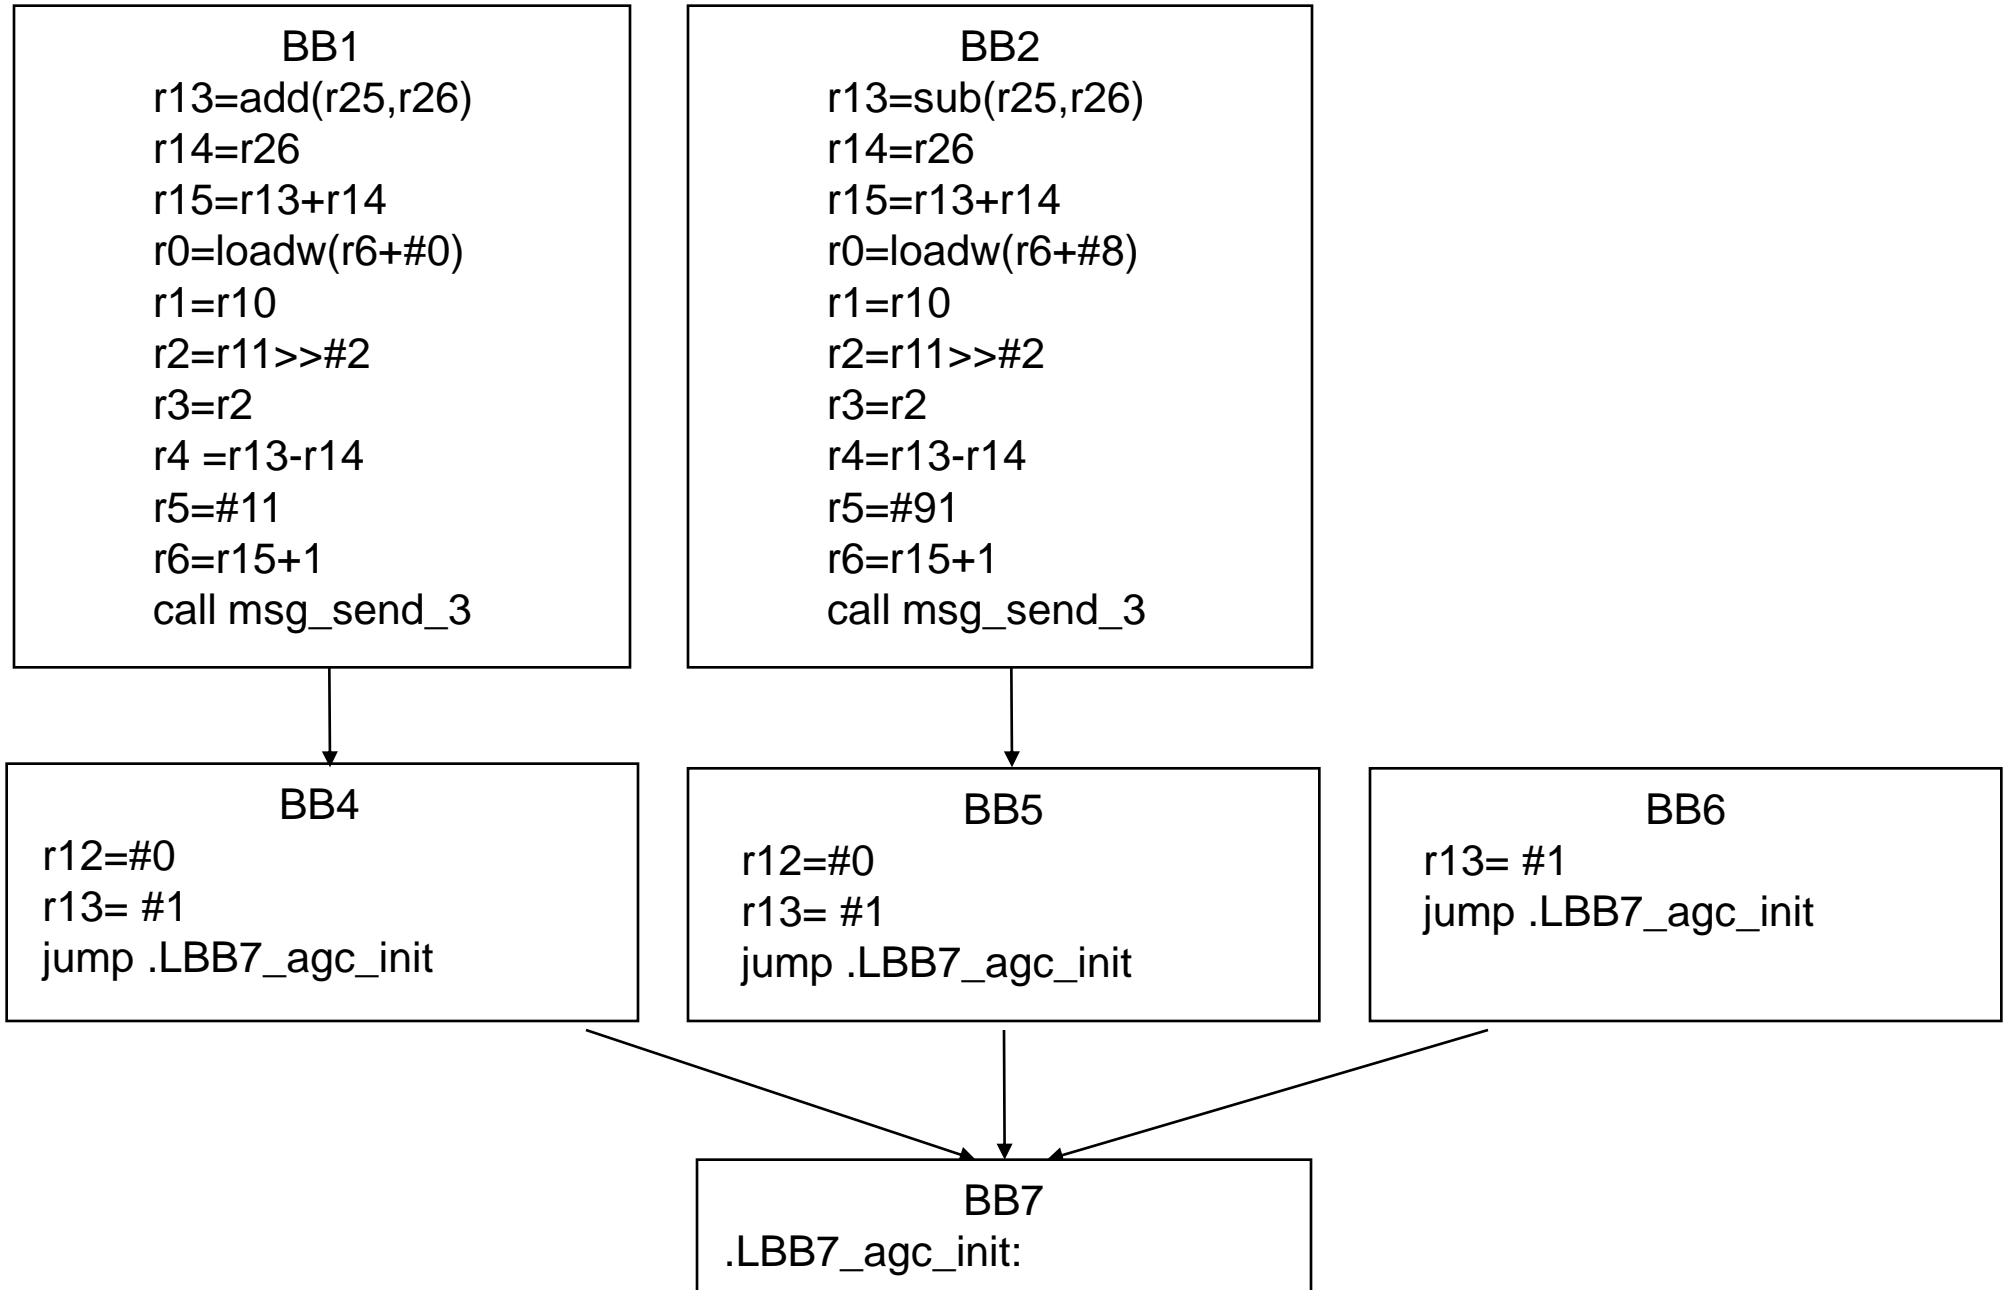 BB1
r13=add(r25,r26)
r14=r26
r15=r13+r14
r0=loadw(r6+#0)
r1=r10
r2=r11>>#2
r3=r2
r4 =r13-r14
r5=#11
r6=r15+1
call msg_send_3
BB2
r13=sub(r25,r26)
r14=r26
r15=r13+r14
r0=loadw(r6+#8)
r1=r10
r2=r11>>#2
r3=r2
r4=r13-r14
r5=#91
r6=r15+1
call msg_send_3
BB4
r12=#0
r13= #1
jump .LBB7_agc_init
BB5
r12=#0
r13= #1
jump .LBB7_agc_init
BB6
r13= #1
jump .LBB7_agc_init
BB7
.LBB7_agc_init: